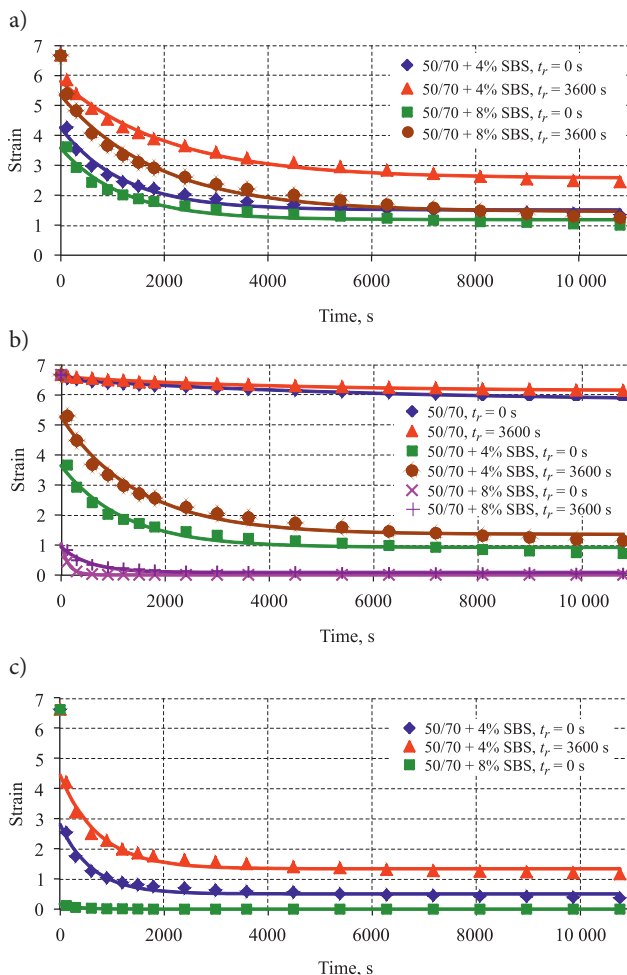 a)
7
6
5
4
3
2
1
0
Strain
50/70 + 4% SBS, tr = 0 s
50/70 + 4% SBS, tr = 3600 s
50/70 + 8% SBS, tr = 0 s
50/70 + 8% SBS, tr = 3600 s
0 2000 4000 6000 8000 10 000
Time, s
b)
7
6
5
4
3
2
1
0
Strain
50/70, tr = 0 s
50/70, tr = 3600 s
50/70 + 4% SBS, tr = 0 s
50/70 + 4% SBS, tr = 3600 s
50/70 + 8% SBS, tr = 0 s
50/70 + 8% SBS, tr = 3600 s
0 2000 4000 6000 8000 10 000
Time, s
c)
7
6
5
4
3
2
1
0
Strain
50/70 + 4% SBS, tr = 0 s
50/70 + 4% SBS, tr = 3600 s
50/70 + 8% SBS, tr = 0 s
0 2000 4000 6000 8000 10 000
Time, s